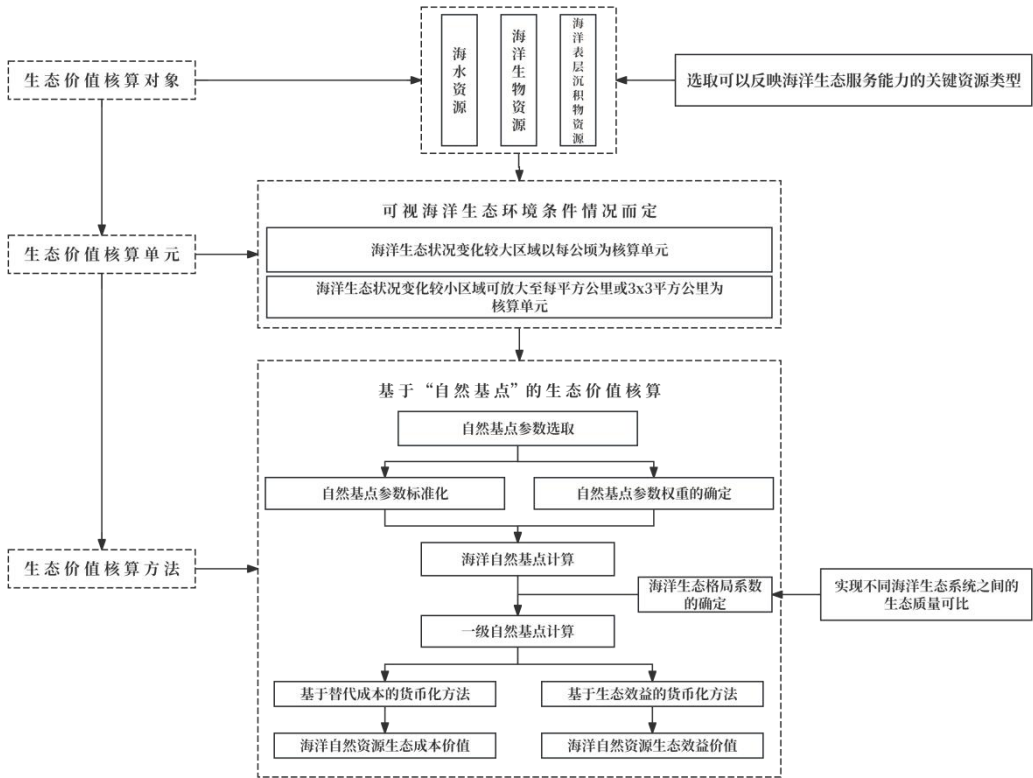 生态价值核算对象
海水资源
海洋生物资源
海洋表层沉积物资源
选取可以反映海洋生态服务能力的关键资源类型
可视海洋生态环境条件情况而定
生态价值核算单元
海洋生态状况变化较大区域以每公顷为核算单元
海洋生态状况变化较小区域可放大至每平方公里或3x3平方公里为
核算单元
基于“自然基点”的生态价值核算
自然基点参数选取
自然基点参数标准化
自然基点参数权重的确定
生态价值核算方法
海洋自然基点计算
海洋生态格局系数
的确定
实现不同海洋生态系统之间的
生态质量可比
一级自然基点计算
基于替代成本的货币化方法
基于生态效益的货币化方法
海洋自然资源生态成本价值
海洋自然资源生态效益价值